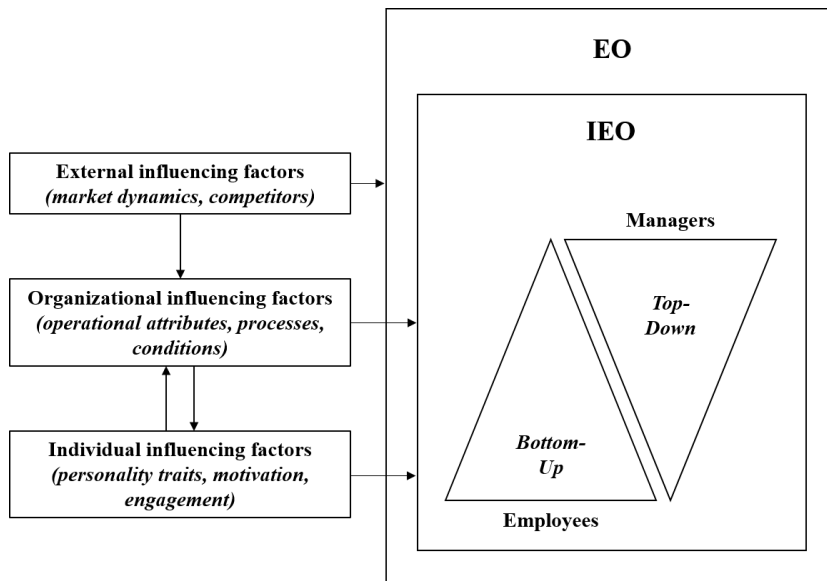 EO
IEO
External influencing factors
(market dynamics, competitors)
Organizational influencing factors
(operational attributes, processes,
conditions)
Individual influencing factors
(personality traits, motivation,
engagement)
Managers
Top-
Down
Bottom-
Up
Employees